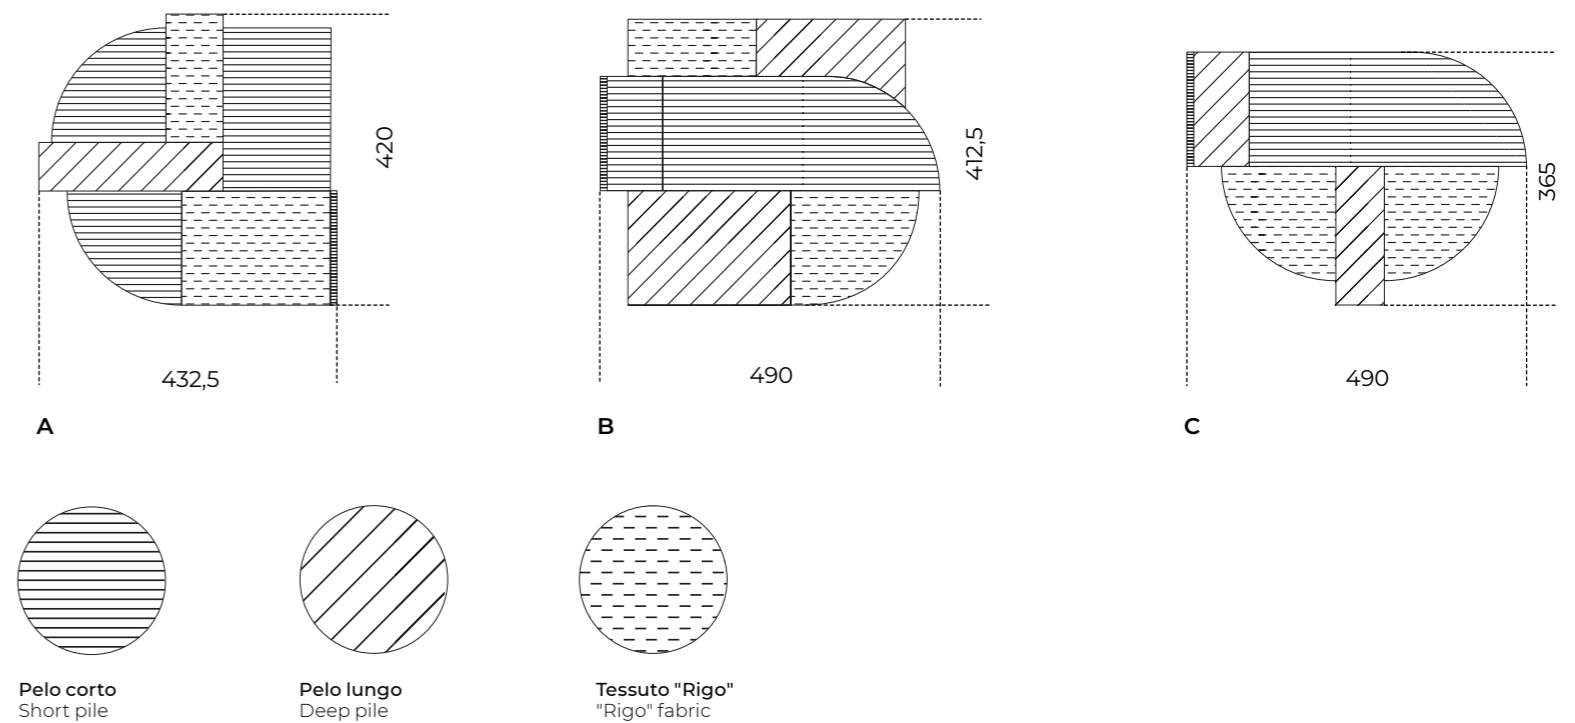 420
432,5
A
412,5
490
B
365
490
C
Pelo corto
Short pile
Pelo lungo
Deep pile
Tessuto "Rigo"
"Rigo" fabric